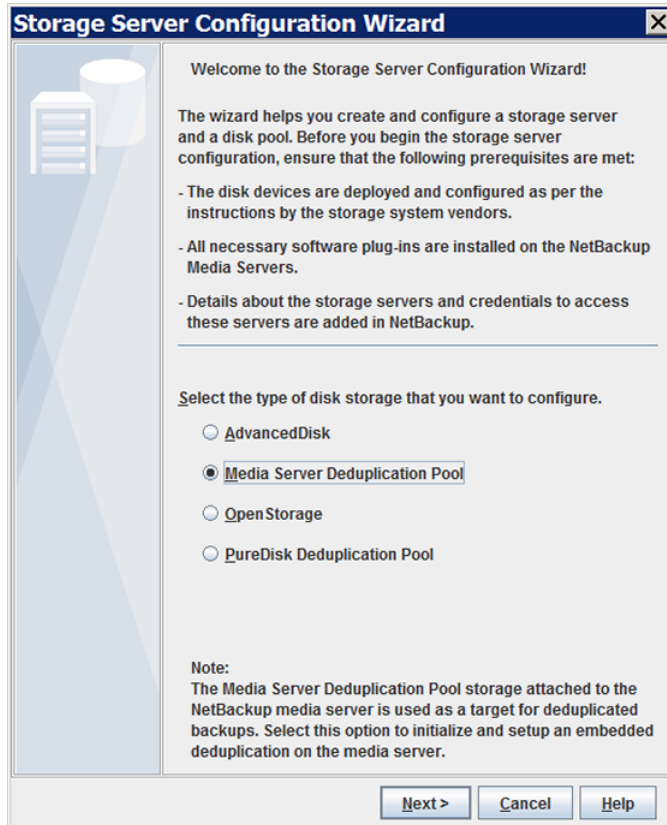 Storage Server Configuration Wizard
Welcome to the Storage Server Configuration Wizard!
The wizard helps you create and configure a storage server
and a disk pool. Before you begin the storage server
configuration, ensure that the following prerequisites are met:
- The disk devices are deployed and configured as per the
instructions by the storage system vendors.
- All necessary software plug-ins are installed on the NetBackup
Media Servers.
- Details about the storage servers and credentials to access
these servers are added in NetBackup.
Select the type of disk storage that you want to configure.
AdvancedDisk
Media Server Deduplication Pool
OpenStorage
PureDisk Deduplication Pool
Note:
The Media Server Deduplication Pool storage attached to the
NetBackup media server is used as a target for deduplicated
backups. Select this option to initialize and setup an embedded
deduplication on the media server.
Next >
Cancel
Help